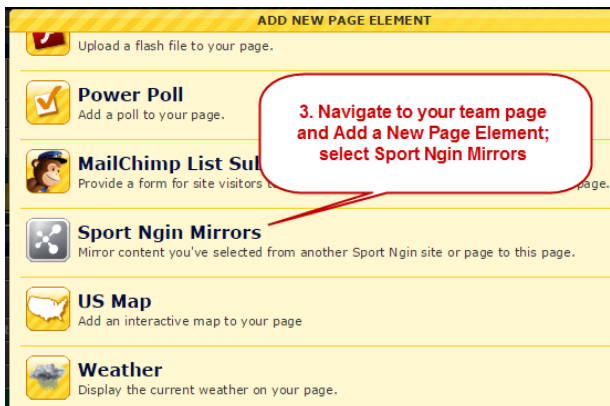 ADD NEW PAGE ELEMENT
Upload a flash file to your page.
Power Poll
Add a poll to your page.
3. Navigate to your team page
and Add a New Page Element;
select Sport Ngin Mirrors
MailChimp List Su
Provide a form for site visitors page.
Sport Ngin Mirrors
Mirror content you've selected from another Sport Ngin site or page to this page.
US Map
Add an interactive map to your page
Weather
Display the current weather on your page.